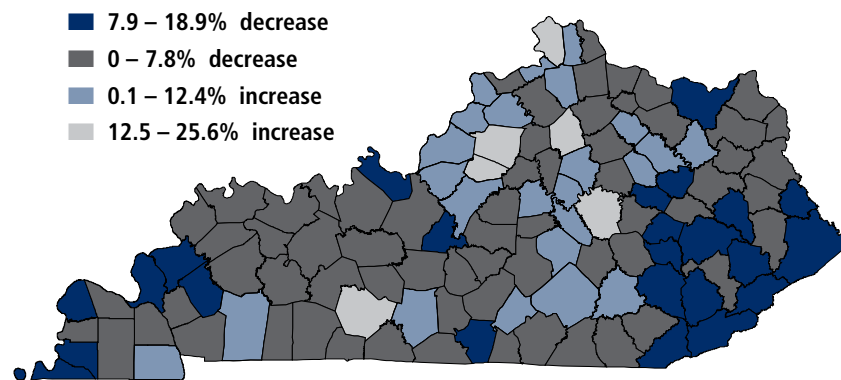 7.9 – 18.9% decrease
0 – 7.8% decrease
0.1 – 12.4% increase
12.5 – 25.6% increase